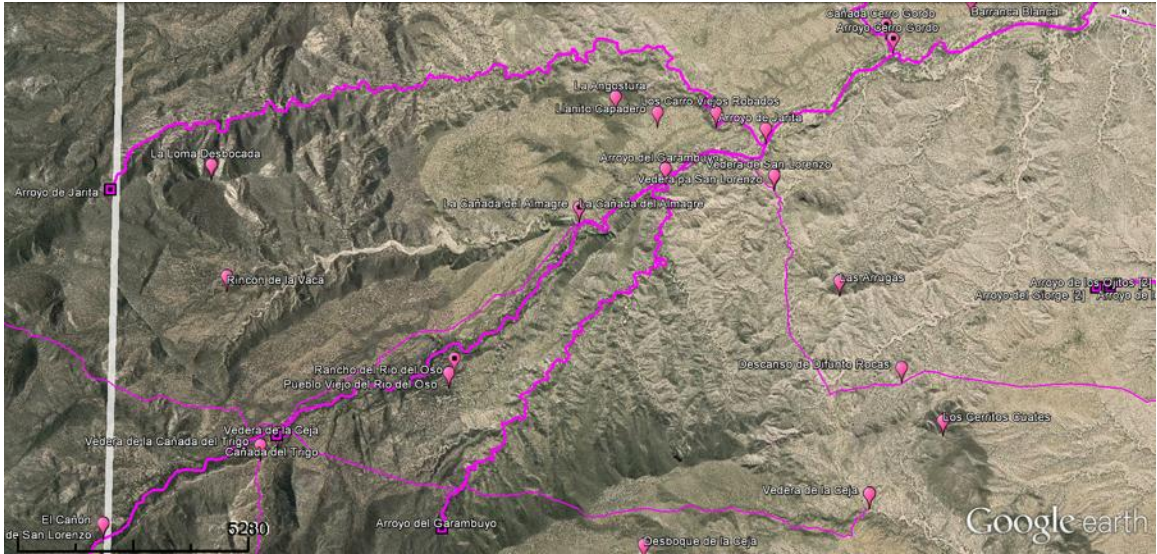 Cañada Cerro Gordo
Barranca Blanca
N
Arroyo Cerro Gordo
La Angostura
Llanito Capadero
Los Carro Viejos Robados
Arroyo de Jarita
La Loma Desbocada
Arroyo del Garambuyo
Vedera de San Lorenzo
Vedera pa San Lorenzo
Arroyo de Jarita
La Cañada del Almagre
La Cañada del Almagre
Rincon de la Vaca
Las Arrugas
Arroyo de los Ojitos [2]
Arroyo del Giorge [2]
Rancho del Rio del Oso
Pueblo Viejo del Rio del Oso
Descanso de Difunto Rocas
Los Cerritos Cuates
Vedera de la Ceja
Vedera de la Cañada del Trigo
Cañada del Trigo
Vedera de la Ceja
El Cañon
de San Lorenzo
5280
Arroyo del Garambuyo
Desboque de la Ceja
Google earth